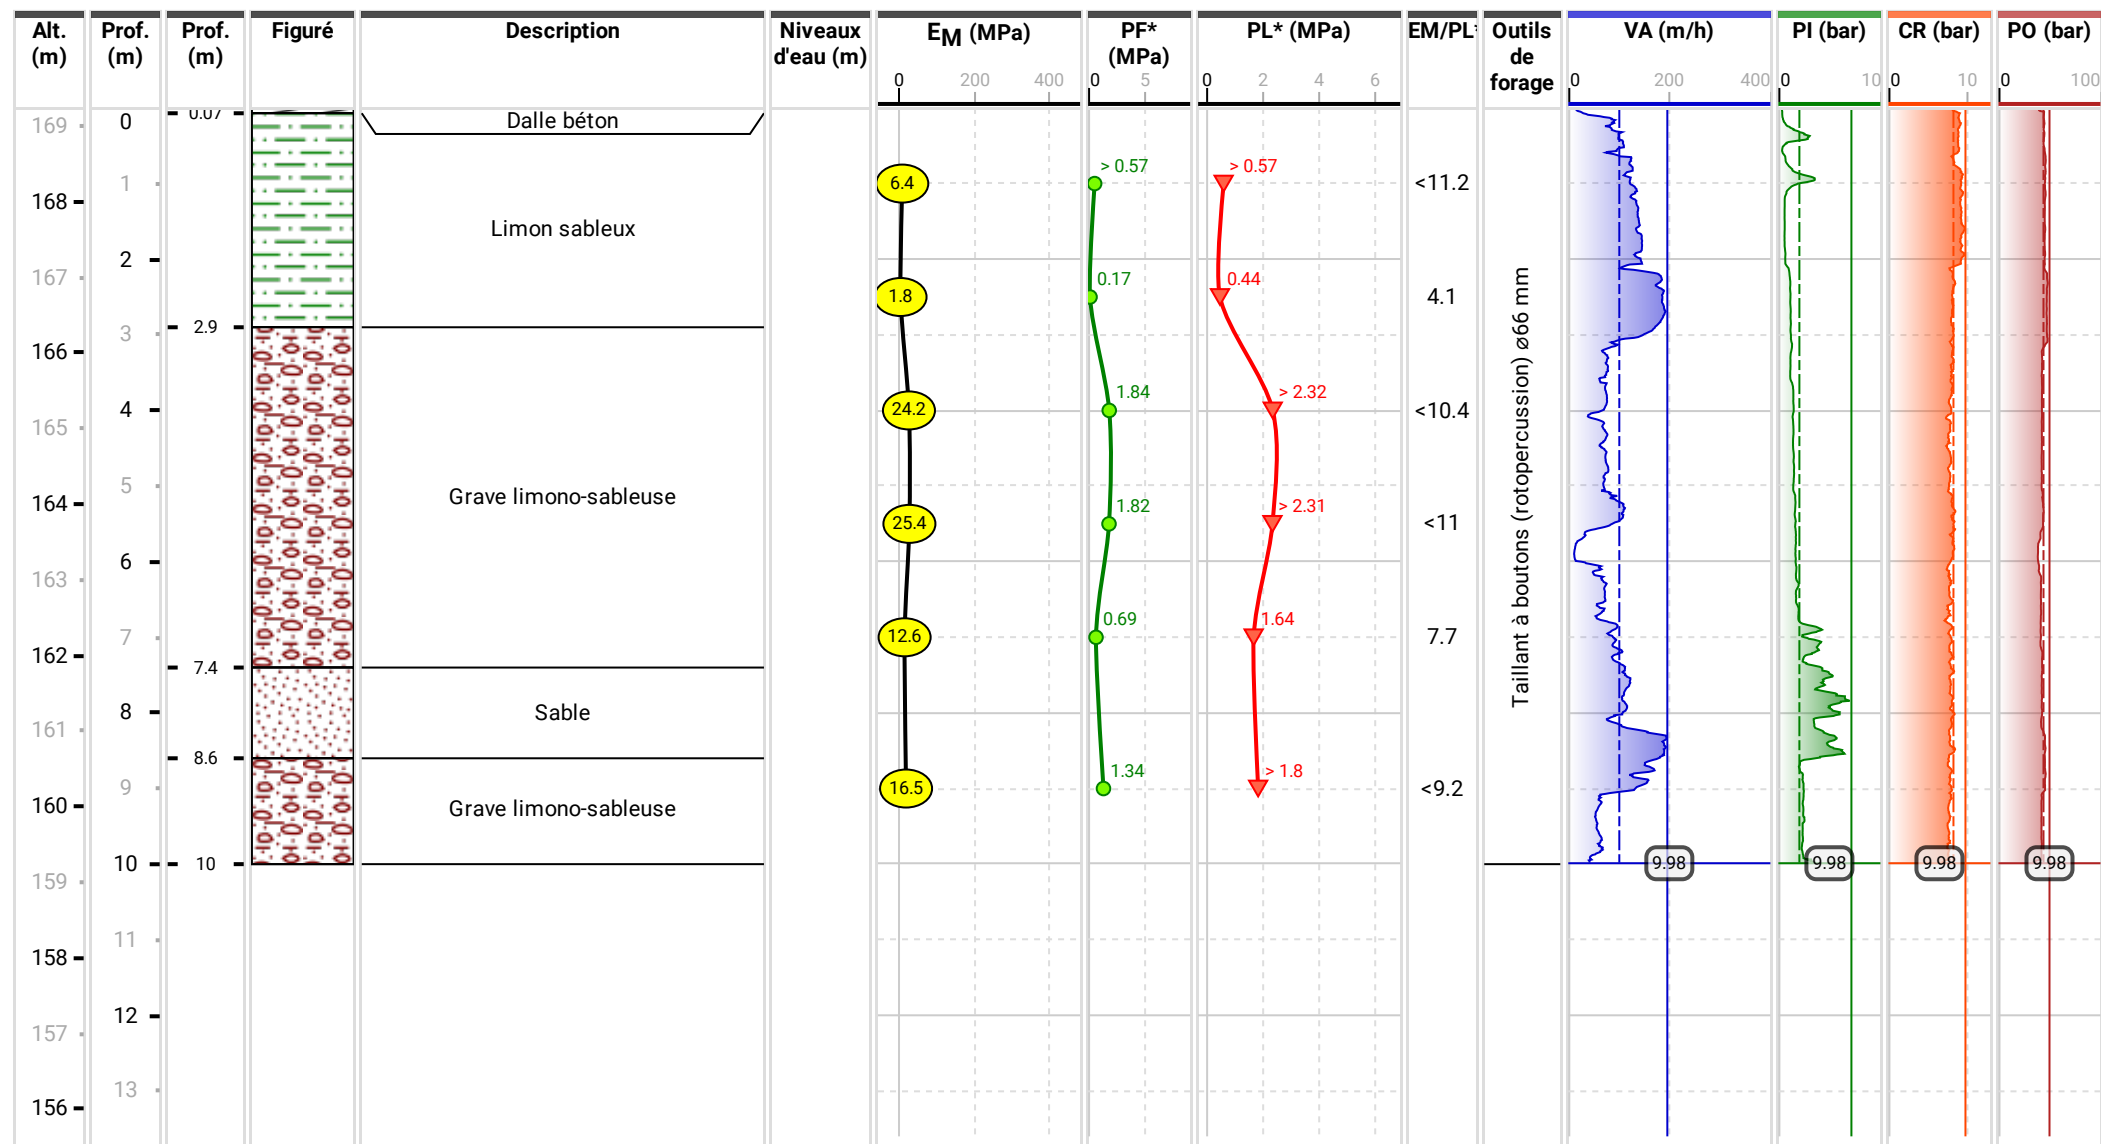 Alt. (m)
Prof. (m)
Prof. (m)
Figuré
Description
Niveaux d'eau (m)
EM (MPa)
PF* (MPa)
PL* (MPa)
EM/PL*
Outils de forage
VA (m/h)
PI (bar)
CR (bar)
PO (bar)
0 200 400
0 5
0 2 4 6
0 200 400
0 10
0 10
0 100
169 0 0.07 Dalle béton
1 6.4 > 0.57 > 0.57 <11.2
168 Limon sableux
2
167 1.8 0.17 0.44 4.1
3 2.9
166
4 24.2 1.84 > 2.32 <10.4
165
5 Grave limono-sableuse
164 25.4 1.82 > 2.31 <11
6
163
7 12.6 0.69 1.64 7.7
162 7.4
8 Sable
161 8.6
9 16.5 1.34 > 1.8 <9.2
160 Grave limono-sableuse
10 10 9.98 9.98 9.98 9.98
159
11
158
12
157
13
156
Taillant à boutons (rotopercussion) ø66 mm